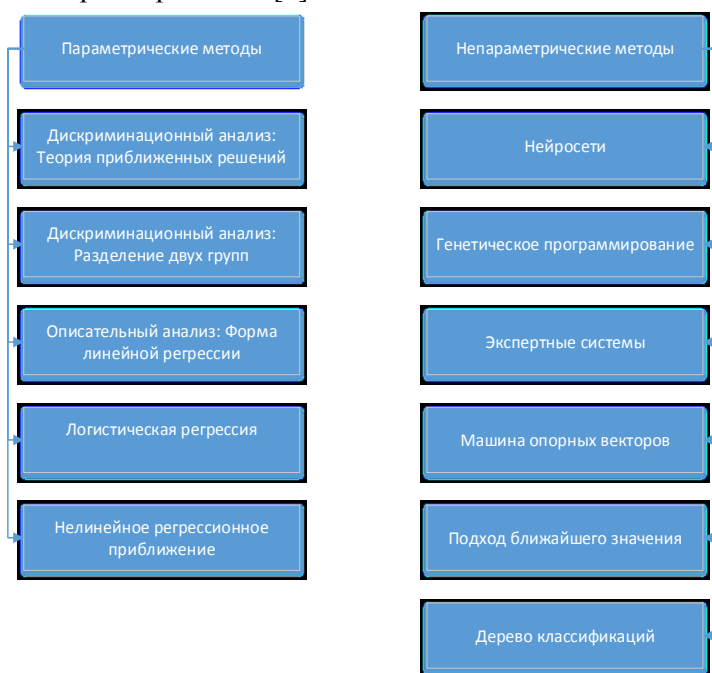 Параметрические методы
Дискриминационный анализ:
Теория приближенных решений
Дискриминационный анализ:
Разделение двух групп
Описательный анализ: Форма
линейной регрессии
Логистическая регрессия
Нелинейное регрессионное
приближение
Непараметрические методы
Нейросети
Генетическое программирование
Экспертные системы
Машина опорных векторов
Подход ближайшего значения
Дерево классификаций